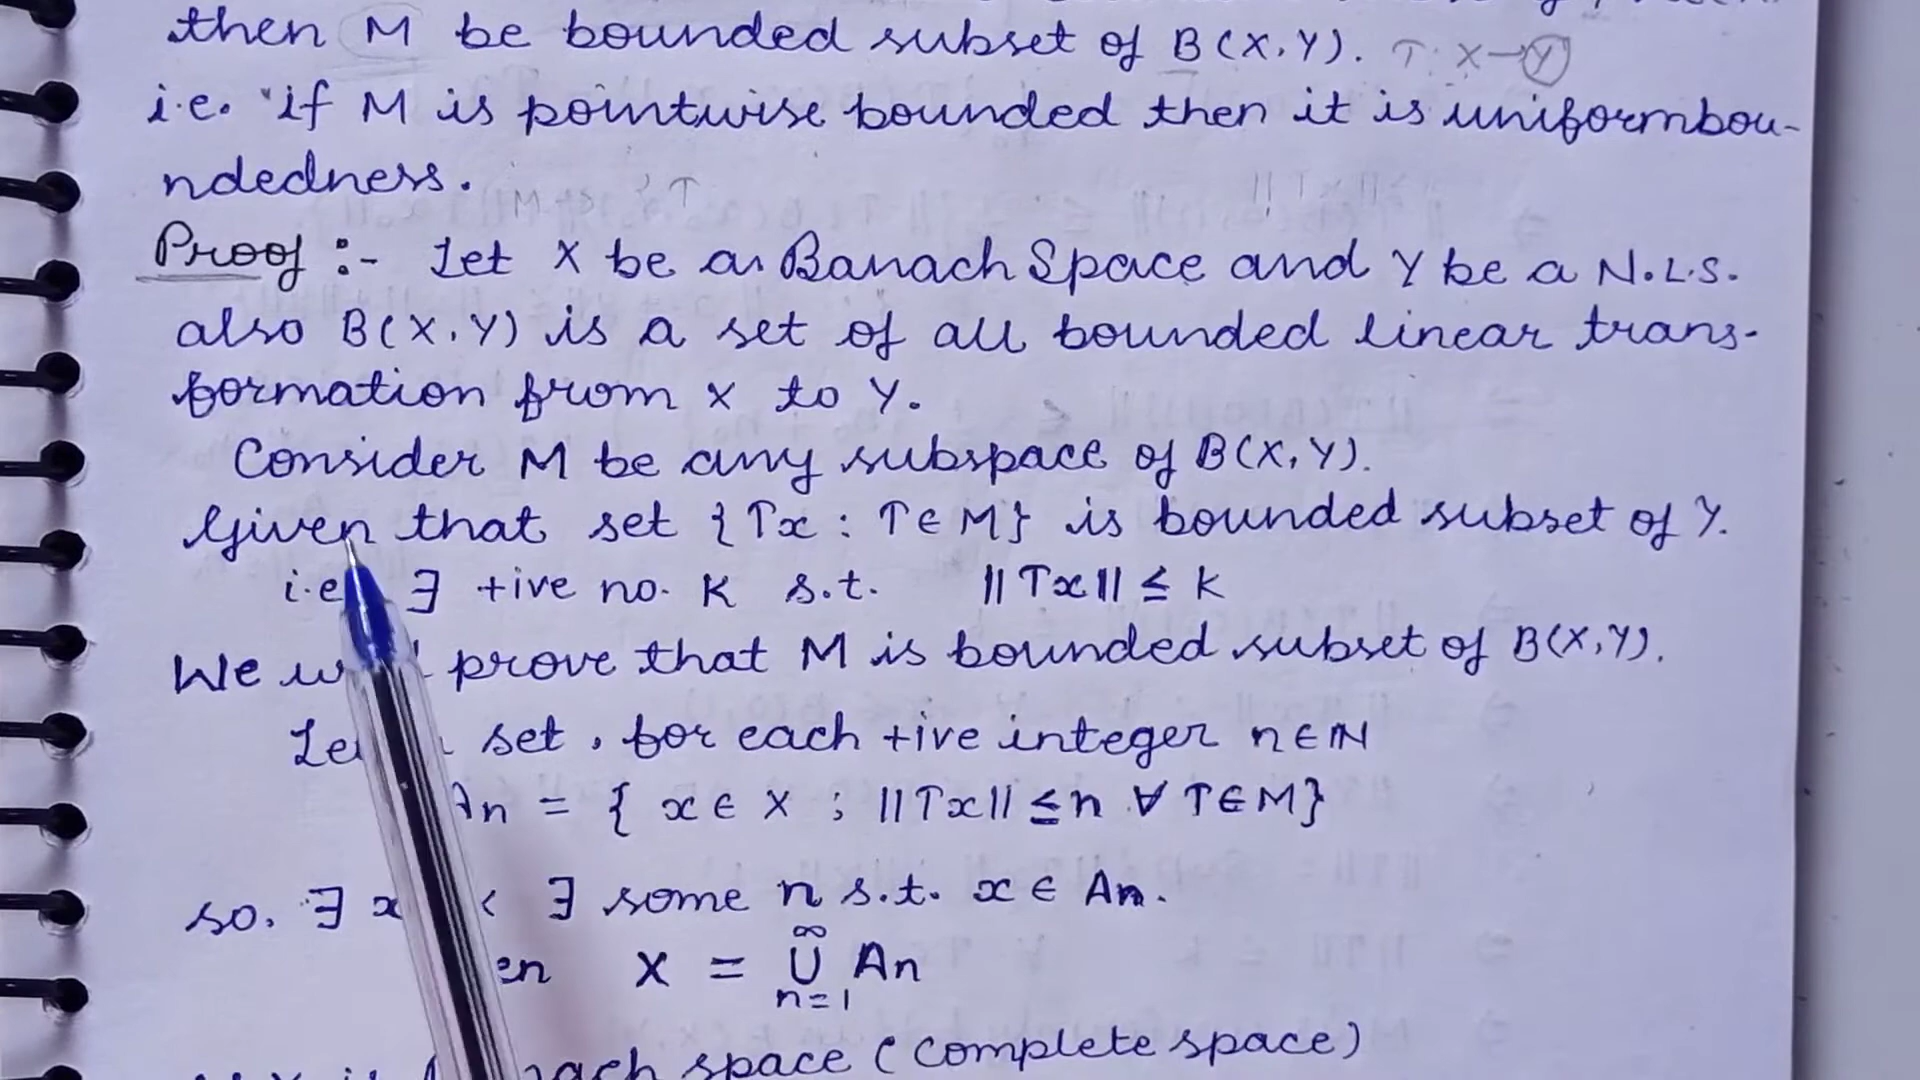 then M be bounded subset of B(X,Y). T: X→Y
i.e. "if M is pointwise bounded then it is uniformbou-
ndedness.
Proof :- Let X be a Banach Space and Y be a N.L.S.
also B(X,Y) is a set of all bounded linear trans-
formation from X to Y.
Consider M be any subspace of B(X,Y).
Given that set {Tx : T∈M} is bounded subset of Y.
i.e ∃ +ive no. K s.t. ||Tx|| ≤ K
We prove that M is bounded subset of B(X,Y).
set, for each +ive integer n∈ℕ
An = { x∈X ; ||Tx|| ≤ n ∀ T∈M}
so, ∃ x ∃ some n s.t. x∈An.
X = ∞∪n=1 An
space (complete space)